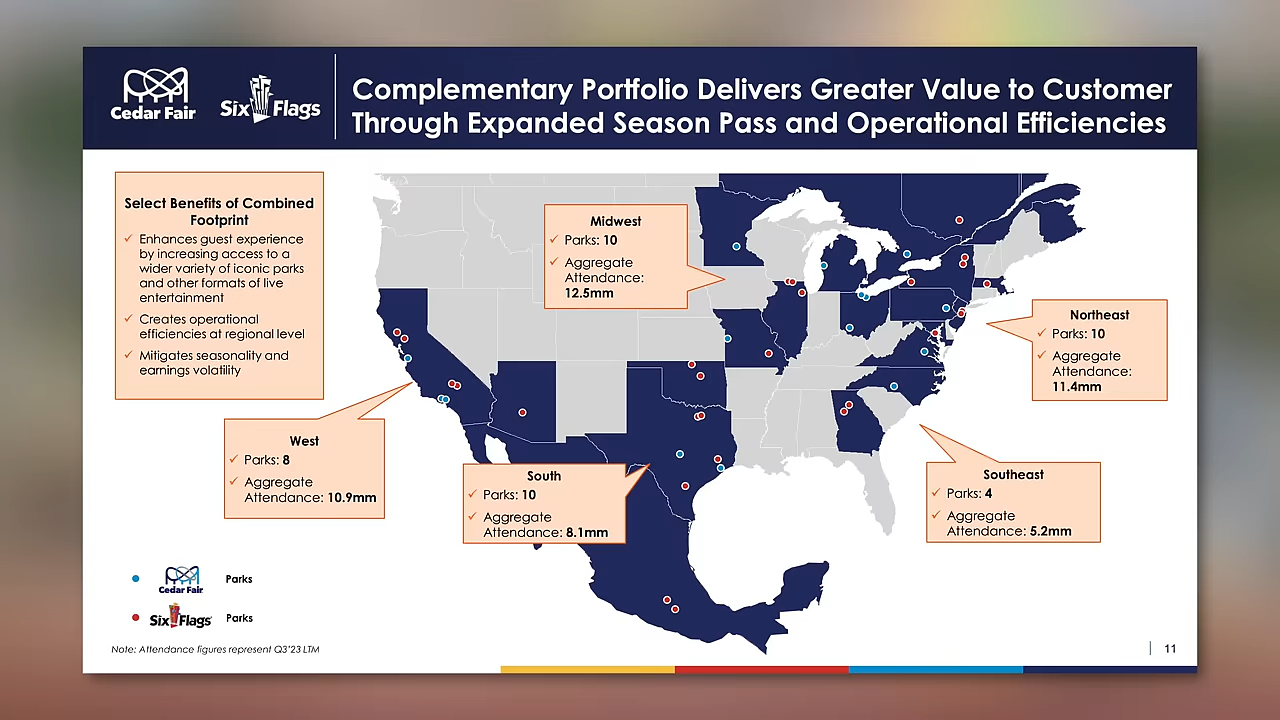 Cedar Fair
Six Flags
Complementary Portfolio Delivers Greater Value to Customer
Through Expanded Season Pass and Operational Efficiencies
Select Benefits of Combined
Footprint
✓ Enhances guest experience
by increasing access to a
wider variety of iconic parks
and other formats of live
entertainment
✓ Creates operational
efficiencies at regional level
✓ Mitigates seasonality and
earnings volatility
Midwest
✓ Parks: 10
✓ Aggregate
Attendance:
12.5mm
Northeast
✓ Parks: 10
✓ Aggregate
Attendance:
11.4mm
West
✓ Parks: 8
✓ Aggregate
Attendance: 10.9mm
South
✓ Parks: 10
✓ Aggregate
Attendance: 8.1mm
Southeast
✓ Parks: 4
✓ Aggregate
Attendance: 5.2mm
Cedar Fair Parks
Six Flags Parks
Note: Attendance figures represent Q3'23 LTM
11